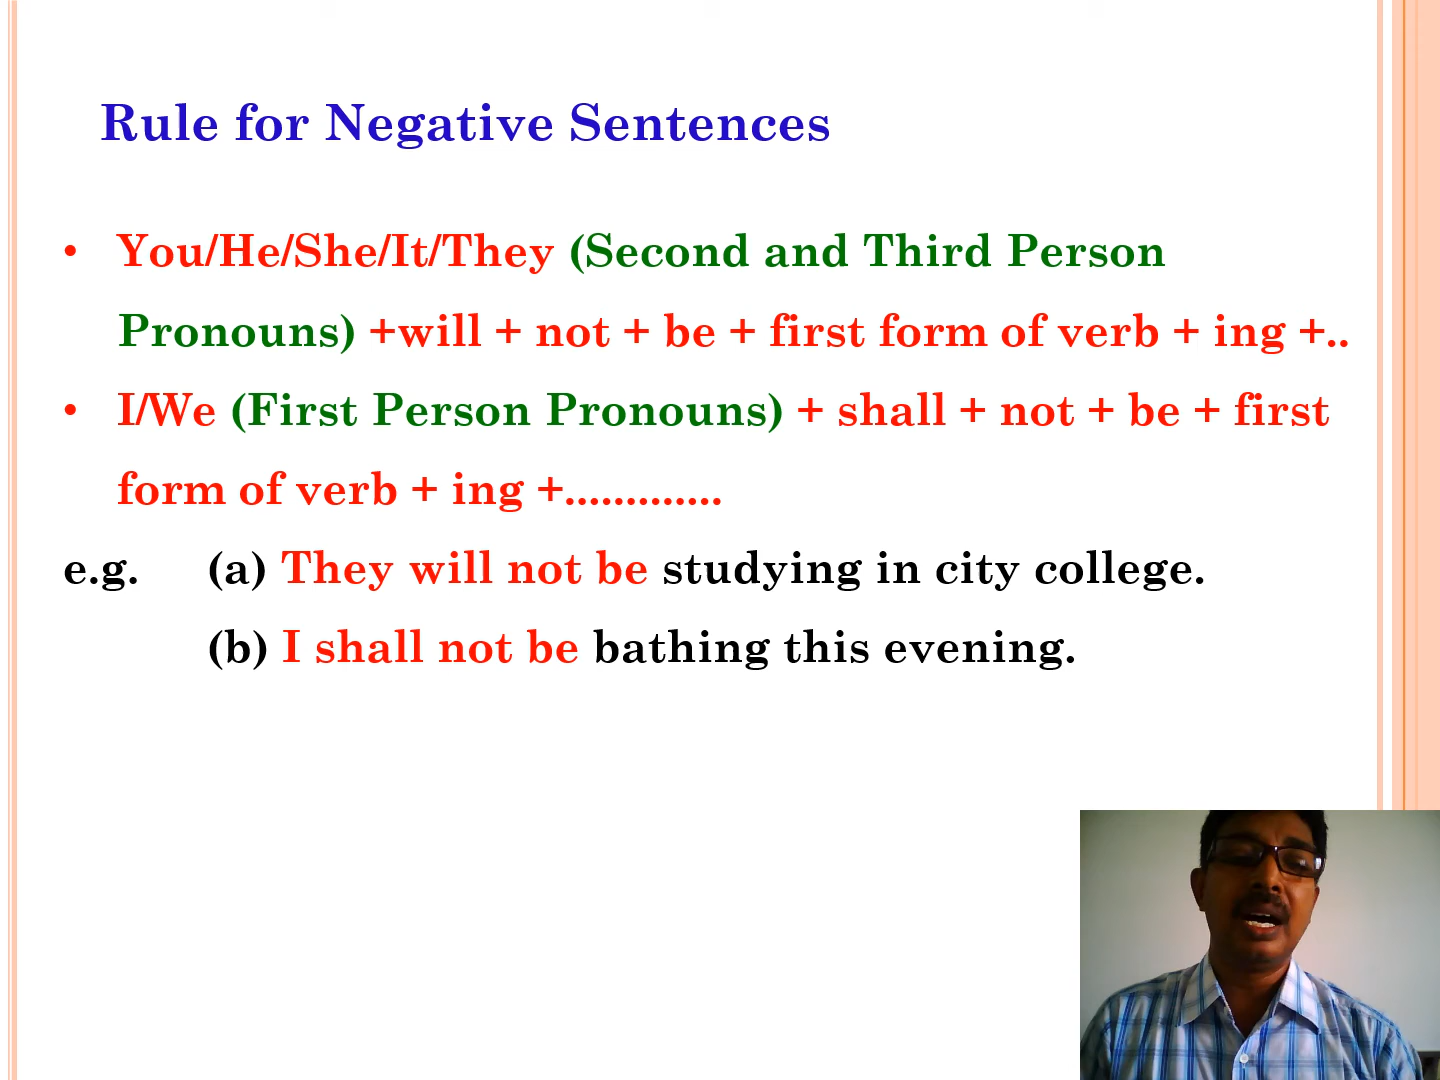 Rule for Negative Sentences
• You/He/She/It/They (Second and Third Person
Pronouns) +will + not + be + first form of verb + ing +..
• I/We (First Person Pronouns) + shall + not + be + first
form of verb + ing +.............
e.g. (a) They will not be studying in city college.
(b) I shall not be bathing this evening.